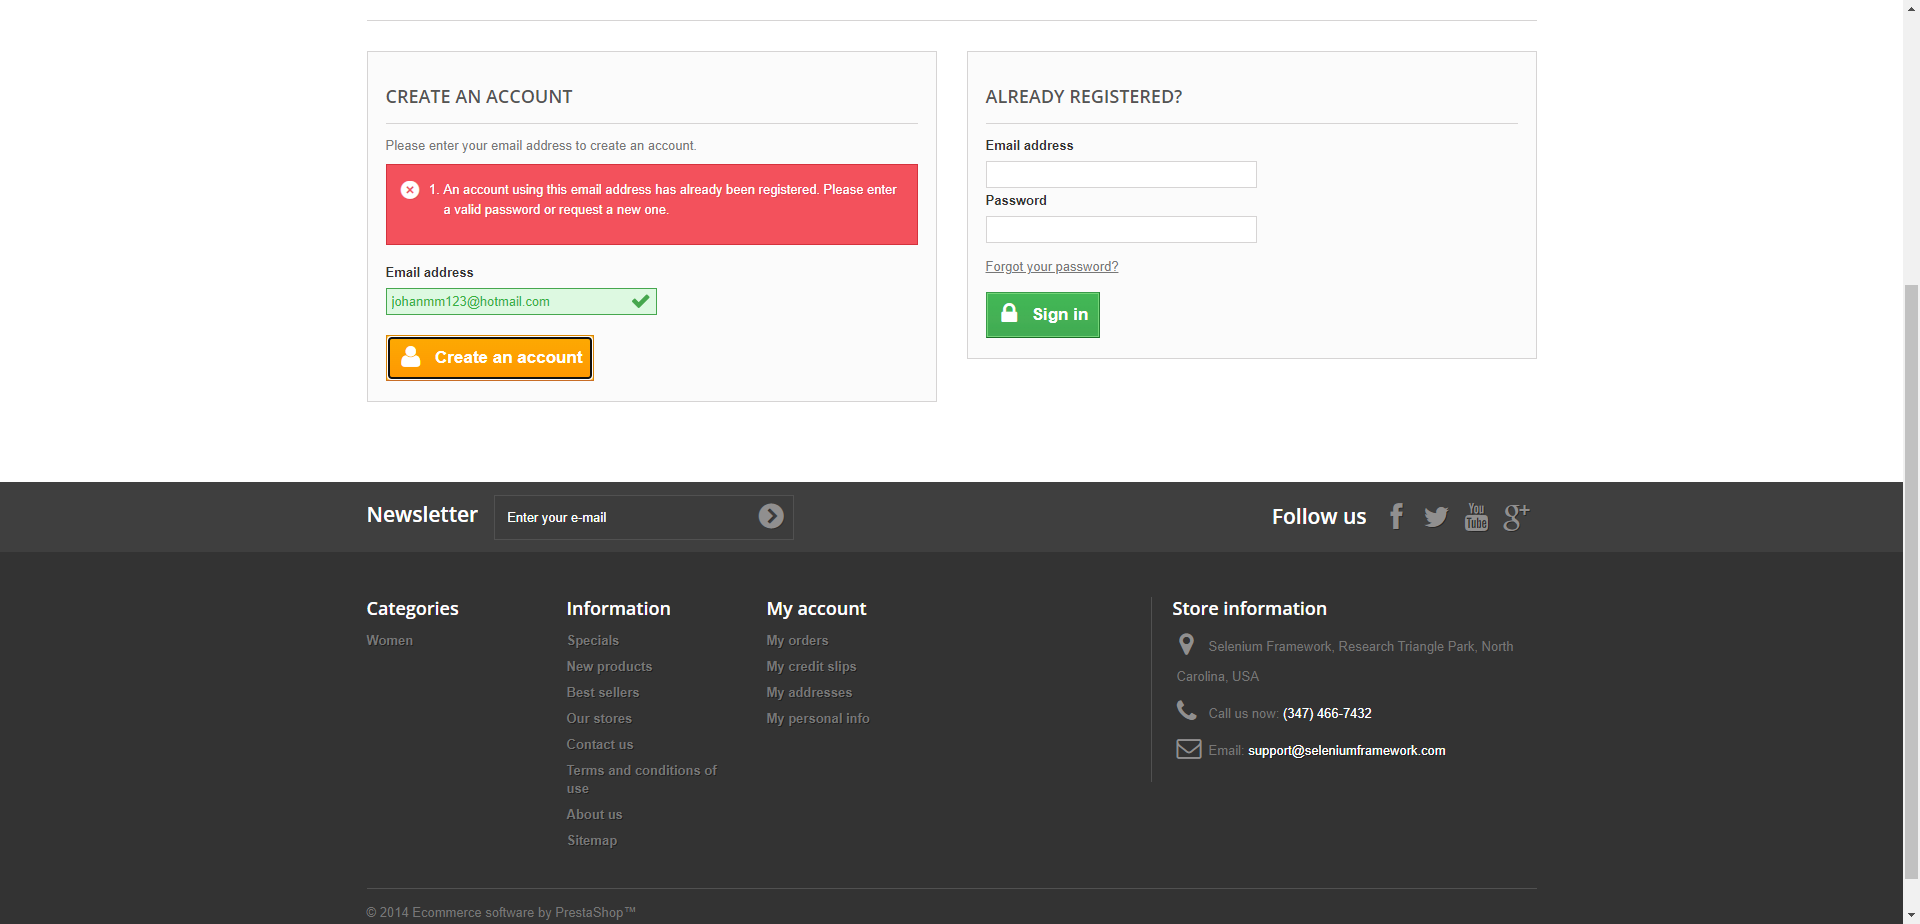 CREATE AN ACCOUNT
Please enter your email address to create an account.
1. An account using this email address has already been registered. Please enter
a valid password or request a new one.
Email address
johanmm123@hotmail.com
Create an account
ALREADY REGISTERED?
Email address
Password
Forgot your password?
Sign in
Newsletter
Enter your e-mail
Follow us
You
Tube
g+
Categories
Women
Information
Specials
New products
Best sellers
Our stores
Contact us
Terms and conditions of
use
About us
Sitemap
My account
My orders
My credit slips
My addresses
My personal info
Store information
Selenium Framework, Research Triangle Park, North
Carolina, USA
Call us now: (347) 466-7432
Email: support@seleniumframework.com
© 2014 Ecommerce software by PrestaShop™